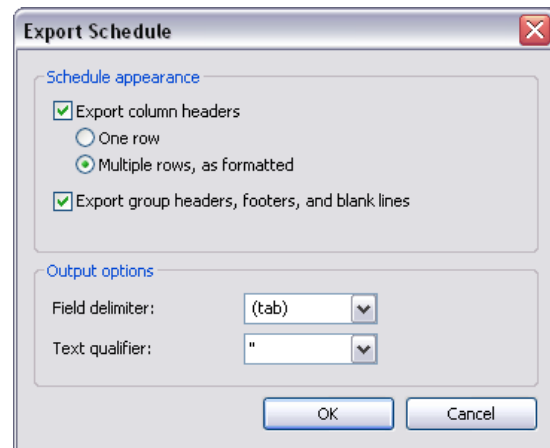 Export Schedule
Schedule appearance
Export column headers
One row
Multiple rows, as formatted
Export group headers, footers, and blank lines
Output options
Field delimiter: (tab)
Text qualifier: "
OK Cancel